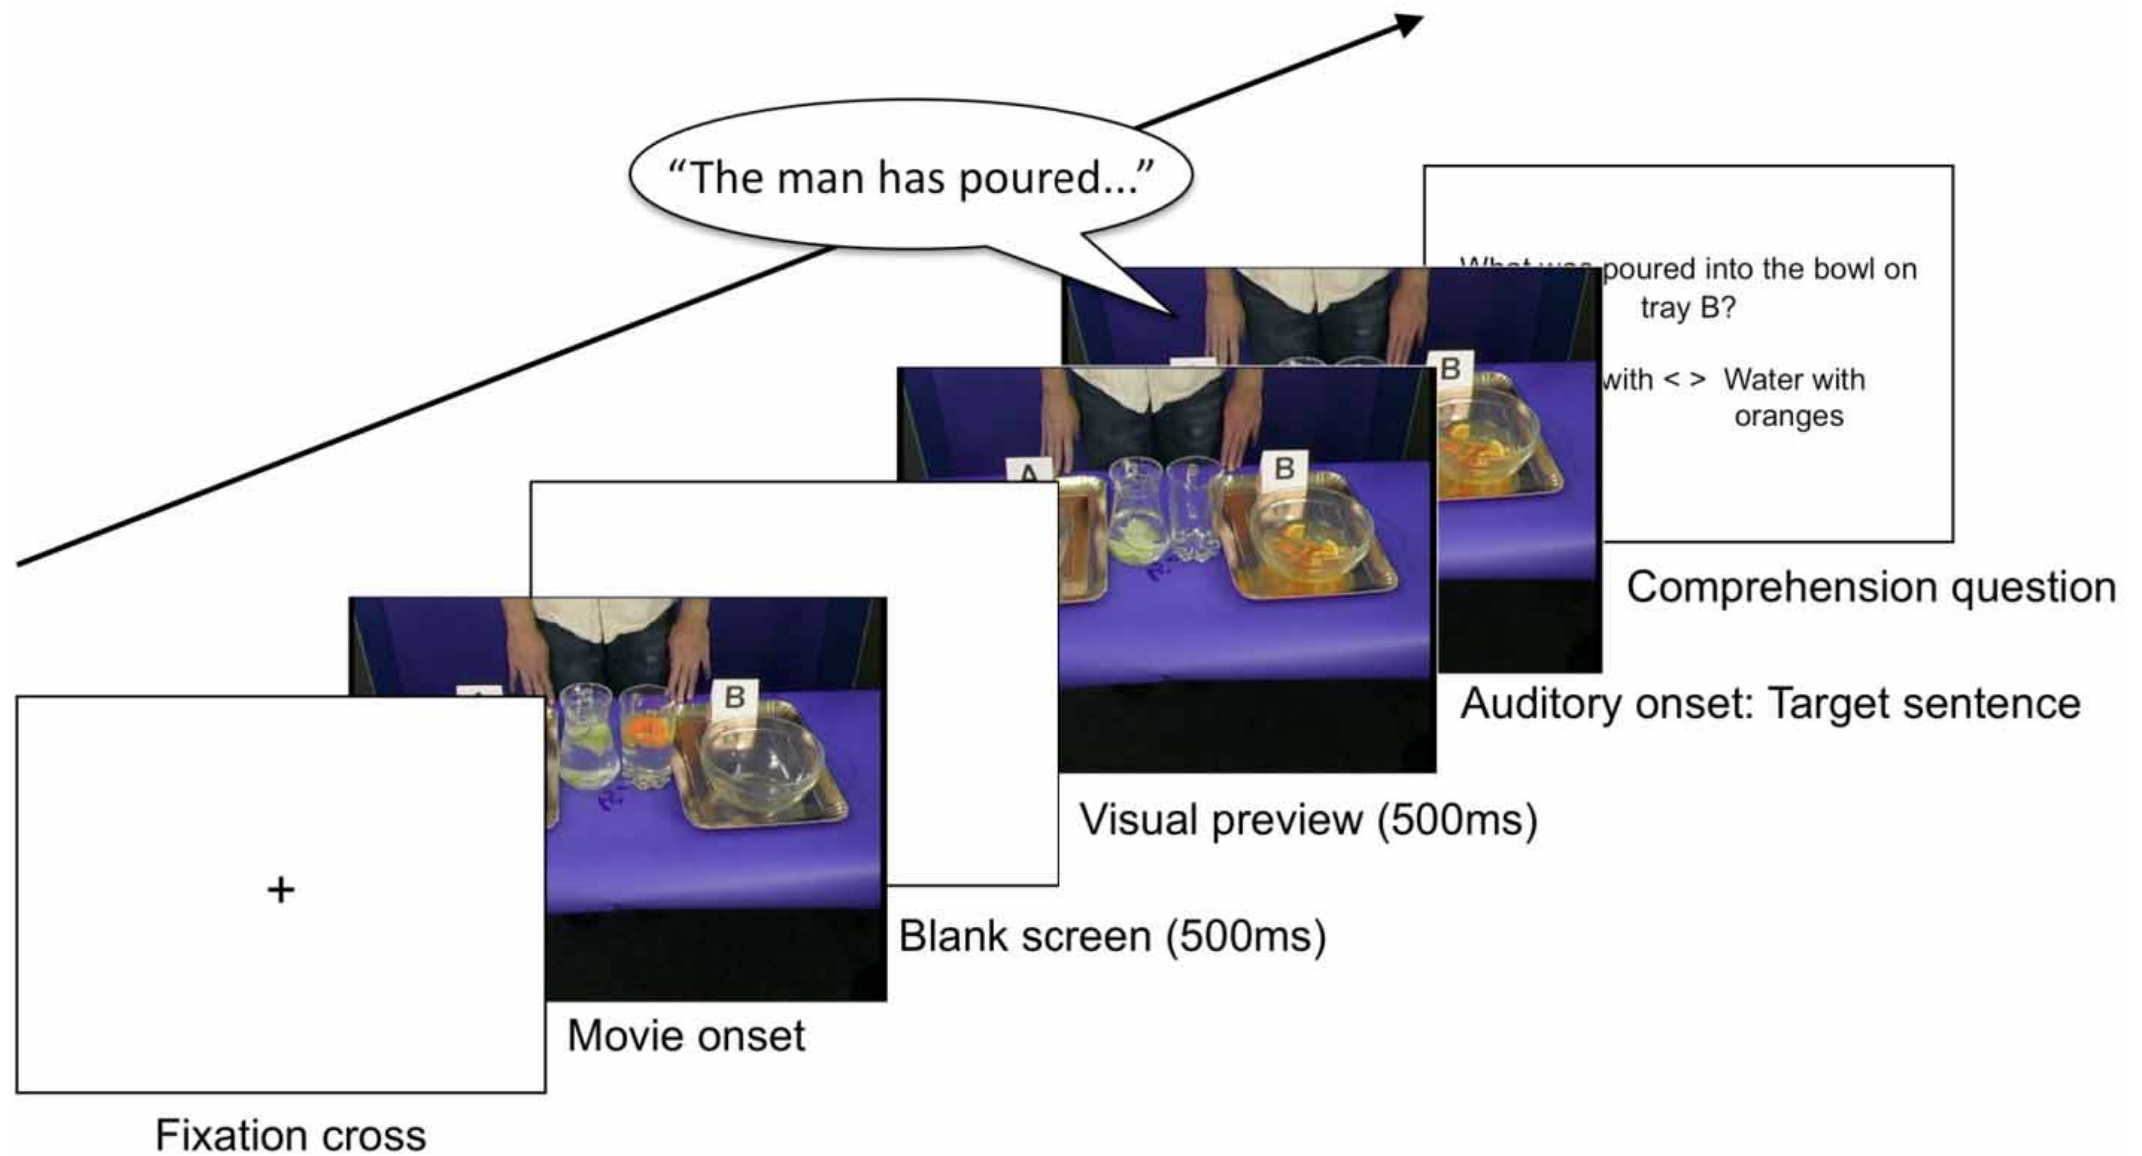 “The man has poured...”
poured into the bowl on
tray B?
with < > Water with
oranges
Comprehension question
B
Auditory onset: Target sentence
B
Visual preview (500ms)
Blank screen (500ms)
B
Movie onset
+
Fixation cross